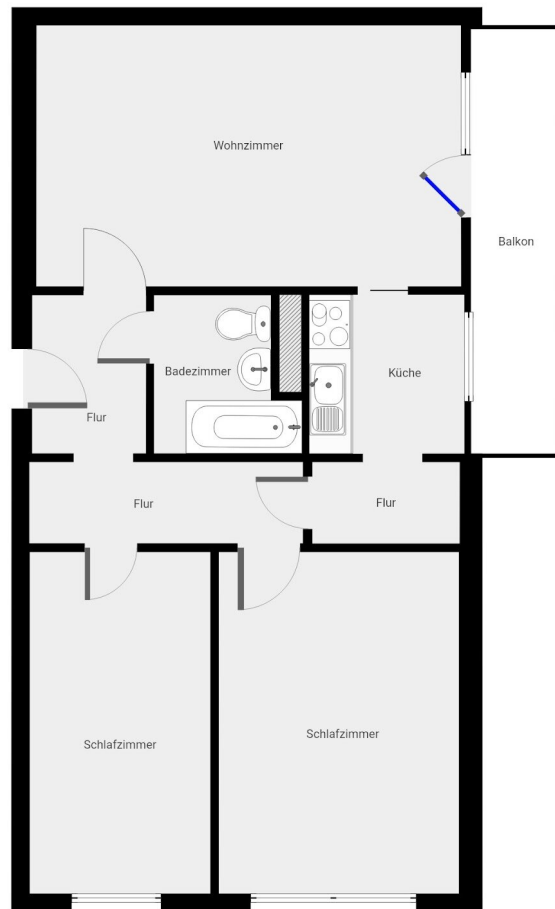 Wohnzimmer
Balkon
Badezimmer
Küche
Flur
Flur
Flur
Schlafzimmer
Schlafzimmer